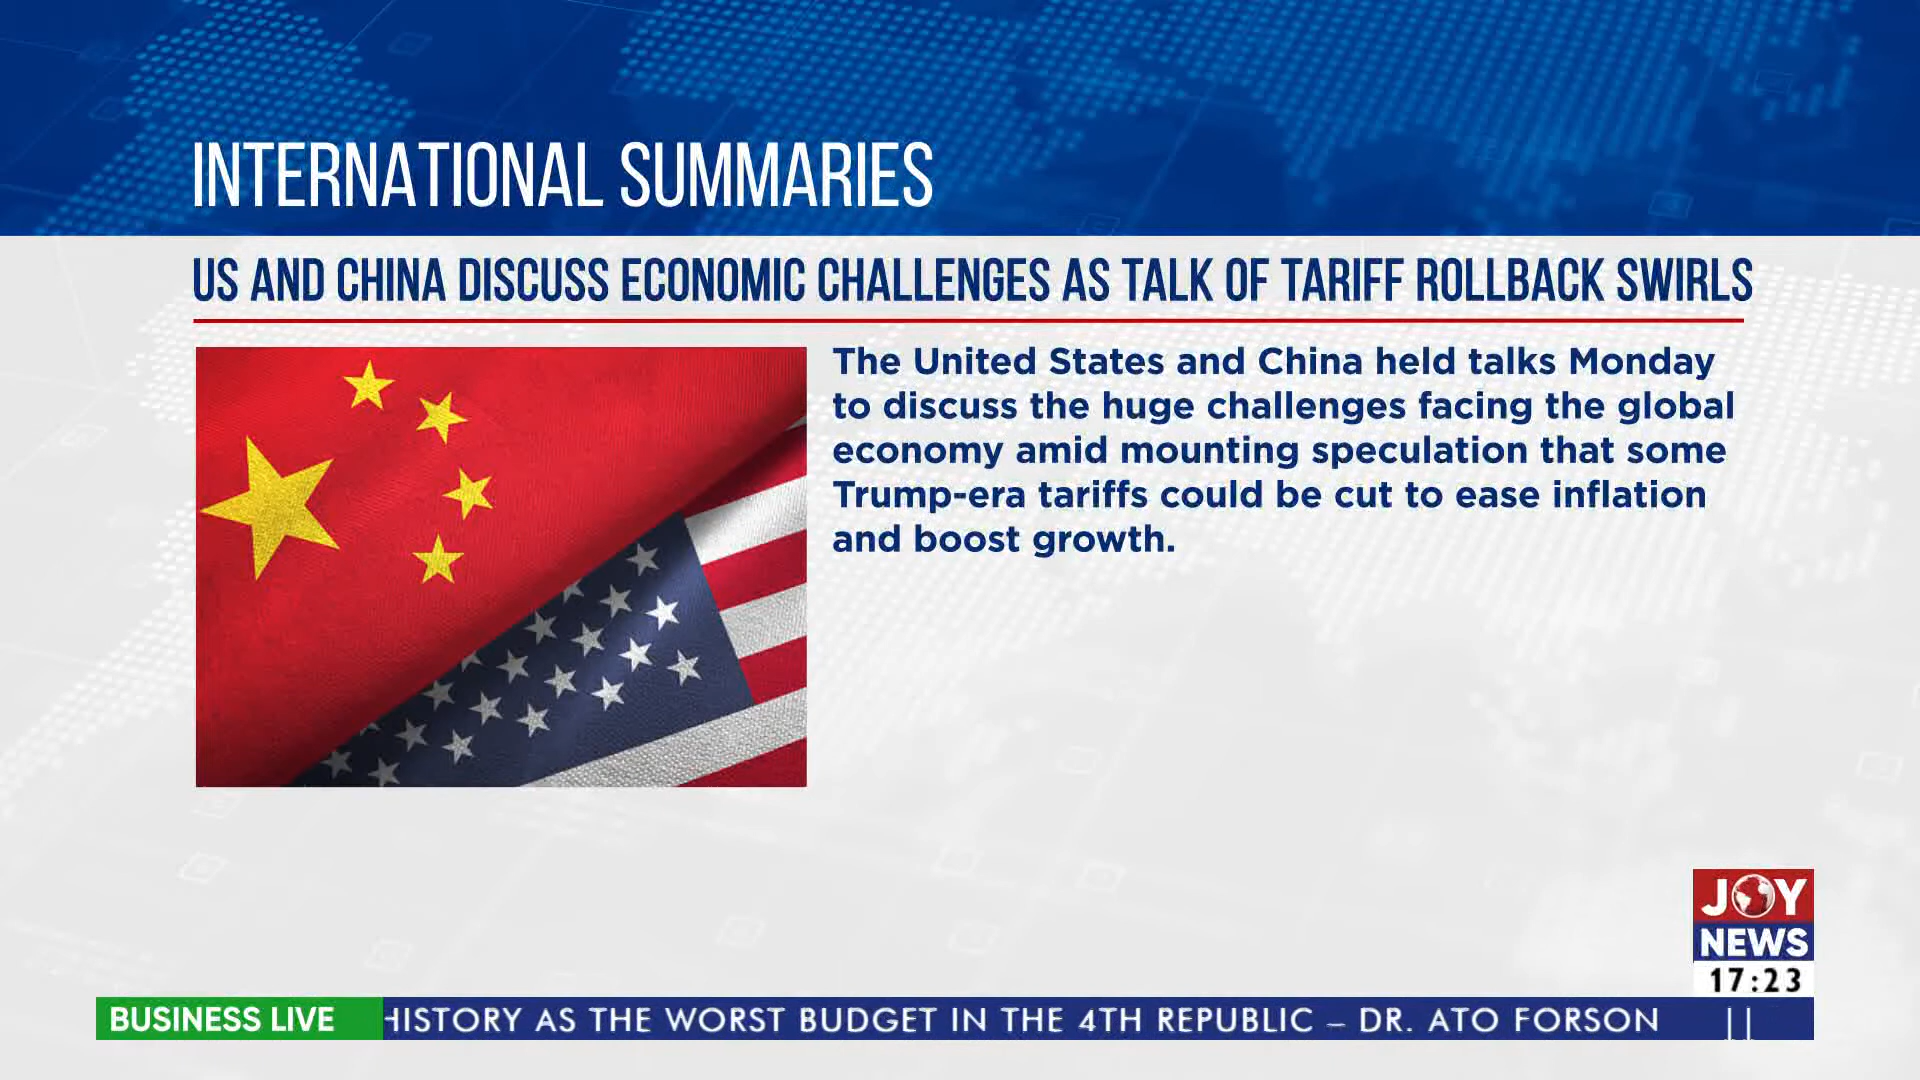 INTERNATIONAL SUMMARIES
US AND CHINA DISCUSS ECONOMIC CHALLENGES AS TALK OF TARIFF ROLLBACK SWIRLS
The United States and China held talks Monday
to discuss the huge challenges facing the global
economy amid mounting speculation that some
Trump-era tariffs could be cut to ease inflation
and boost growth.
JOY
NEWS
17:23
BUSINESS LIVE
HISTORY AS THE WORST BUDGET IN THE 4TH REPUBLIC – DR. ATO FORSON ||